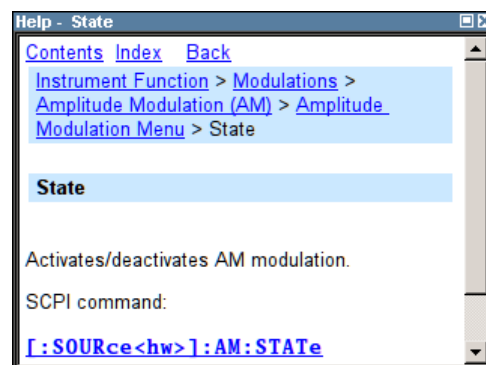 Help - State
Contents Index Back
Instrument Function > Modulations >
Amplitude Modulation (AM) > Amplitude
Modulation Menu > State
State
Activates/deactivates AM modulation.
SCPI command:
[:SOURce<hw>]:AM:STATe